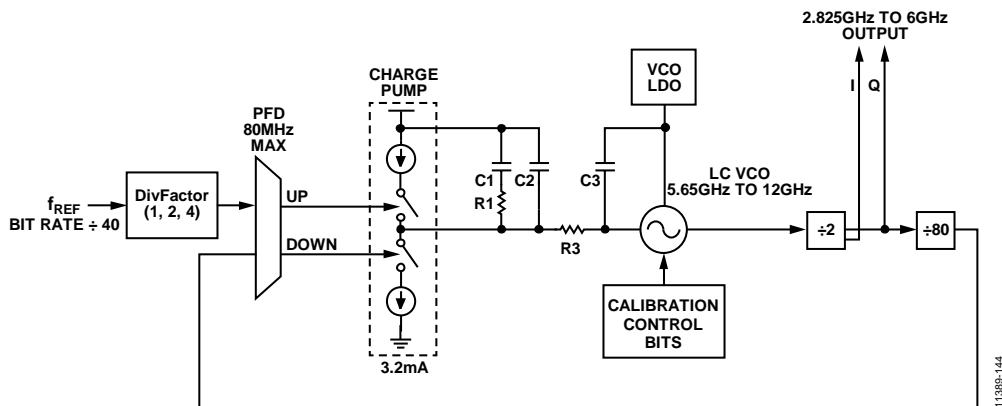 2.825GHz TO 6GHz
OUTPUT
I
Q
VCO
LDO
CHARGE
PUMP
PFD
80MHz
MAX
LC VCO
5.65GHz TO 12GHz
C1
C2
C3
R1
R3
UP
DOWN
fREF
BIT RATE ÷ 40
DivFactor
(1, 2, 4)
÷2
÷80
CALIBRATION
CONTROL
BITS
3.2mA
11389-144